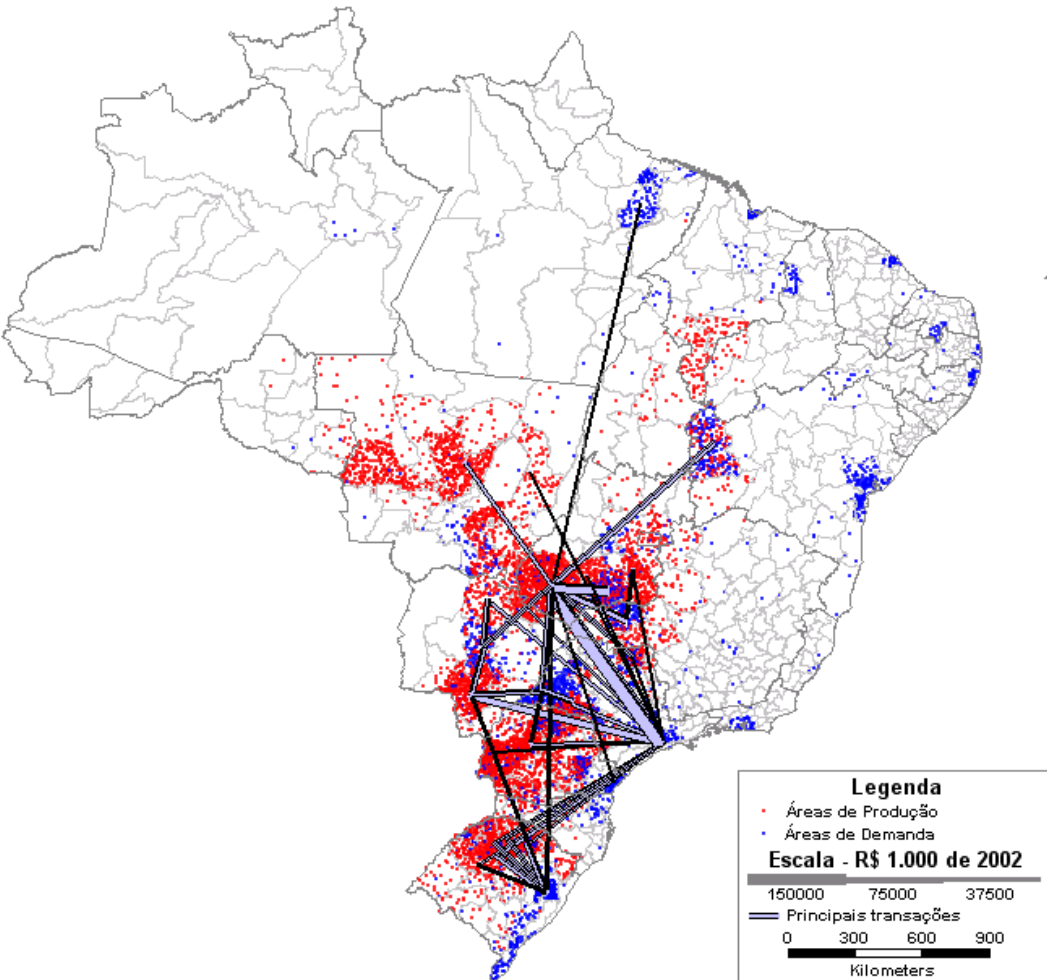 Legenda
Áreas de Produção
Áreas de Demanda
Escala - R$ 1.000 de 2002
150000 75000 37500
Principais transações
0 300 600 900
Kilometers